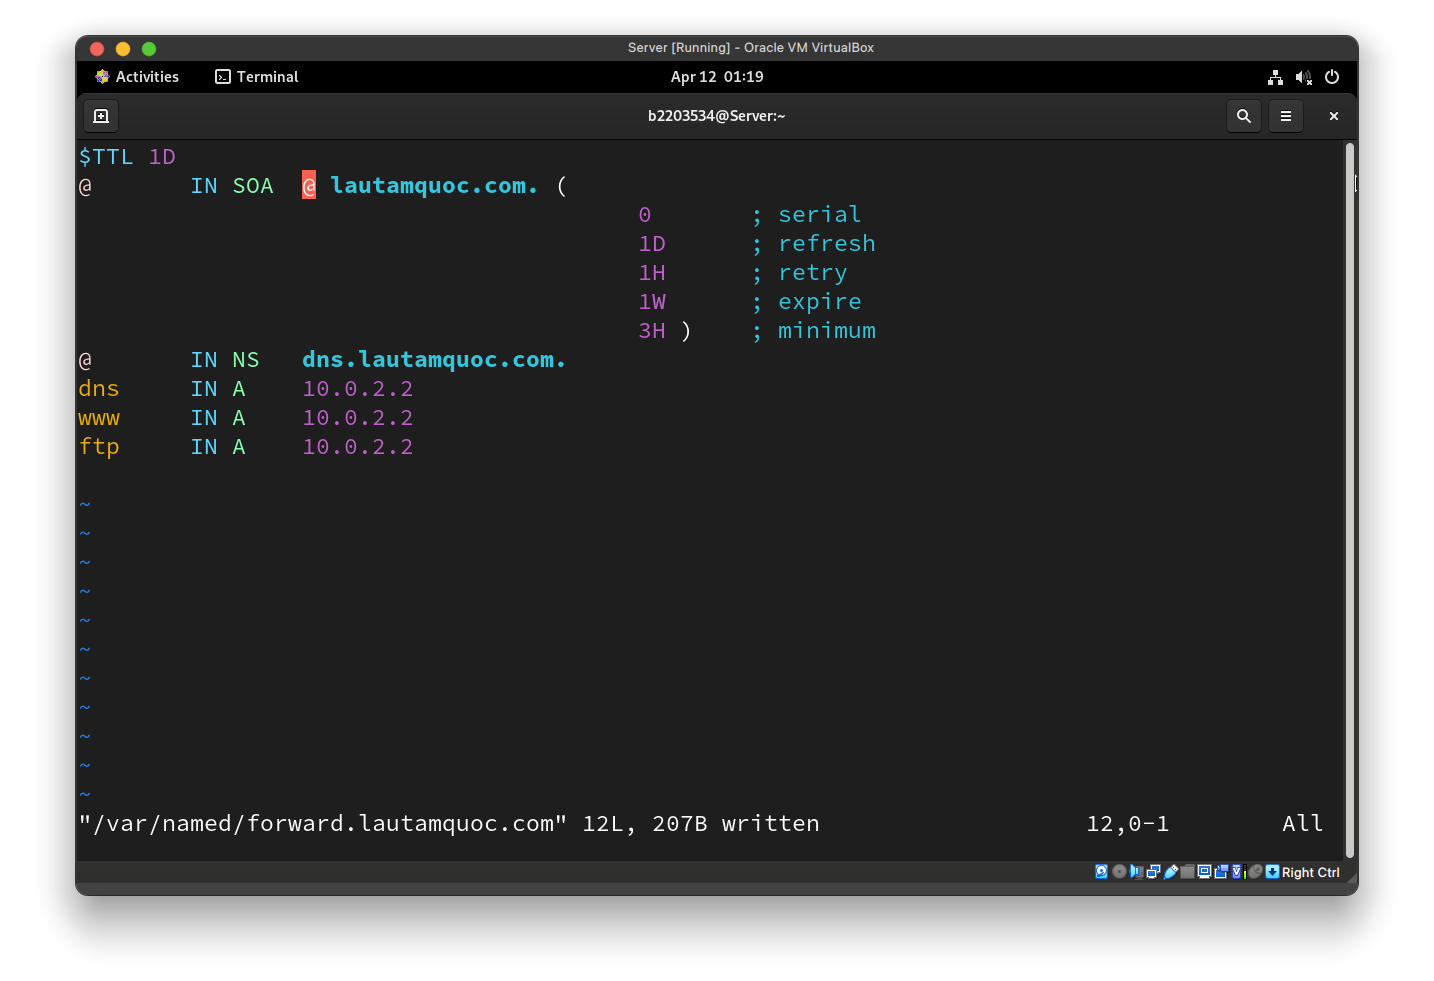 Server [Running] - Oracle VM VirtualBox
Activities Terminal Apr 12 01:19
b2203534@Server:~
$TTL 1D
@ IN SOA @ lautamquoc.com. (
0 ; serial
1D ; refresh
1H ; retry
1W ; expire
3H ) ; minimum
@ IN NS dns.lautamquoc.com.
dns IN A 10.0.2.2
www IN A 10.0.2.2
ftp IN A 10.0.2.2
~
~
~
~
~
~
~
~
~
~
~
"/var/named/forward.lautamquoc.com" 12L, 207B written 12,0-1 All
Right Ctrl